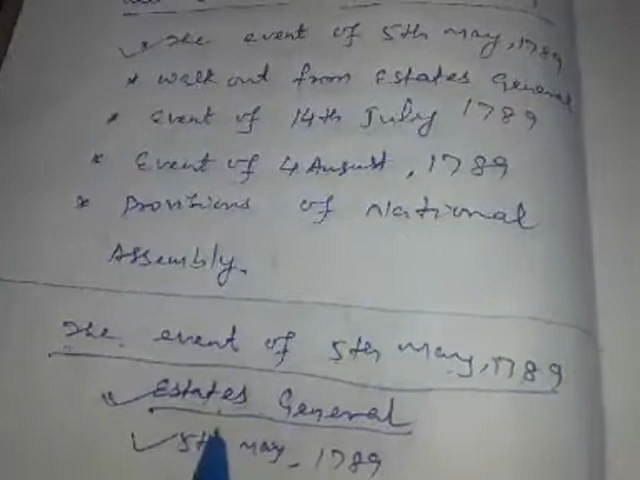 The event of 5th May, 1789
* Walk out from Estates General
* Event of 14th July 1789
* Event of 4 August, 1789
* Provitions of National
Assembly.
The event of 5th May, 1789
Estates General
5th May, 1789